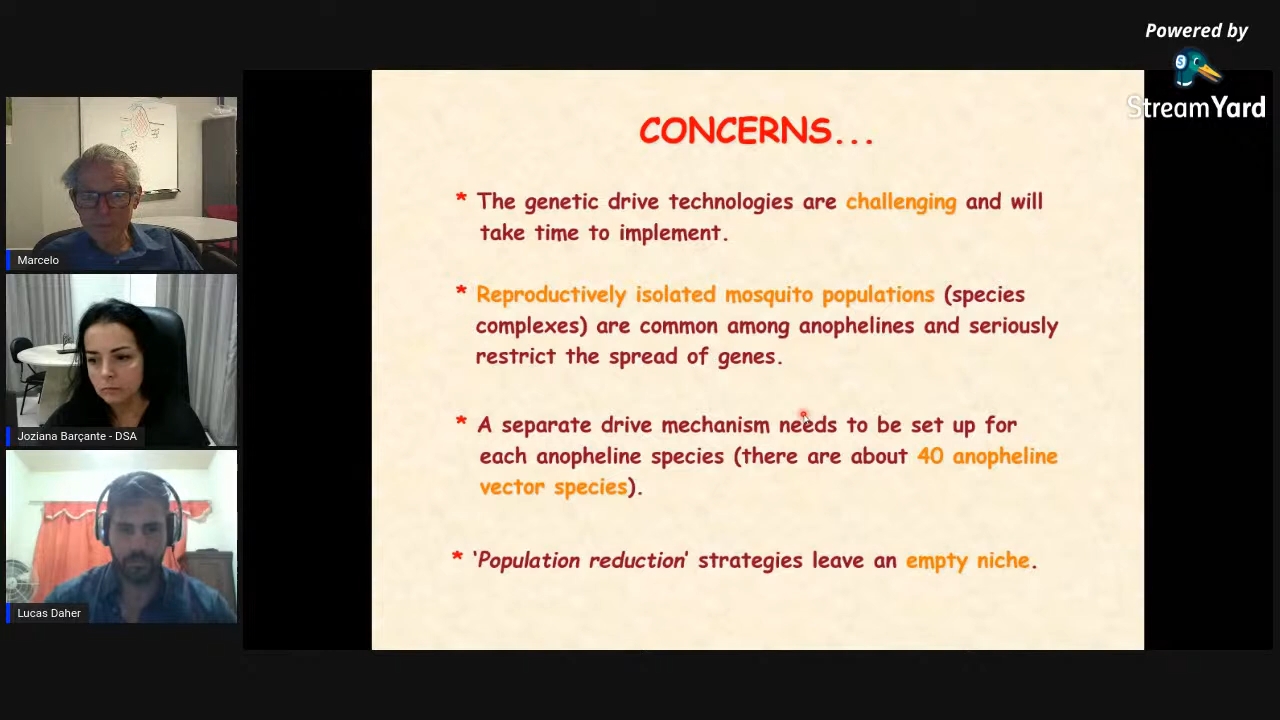 Powered by
StreamYard
CONCERNS...
* The genetic drive technologies are challenging and will
take time to implement.
* Reproductively isolated mosquito populations (species
complexes) are common among anophelines and seriously
restrict the spread of genes.
* A separate drive mechanism needs to be set up for
each anopheline species (there are about 40 anopheline
vector species).
* 'Population reduction' strategies leave an empty niche.
Marcelo
Joziana Barçante - DSA
Lucas Daher